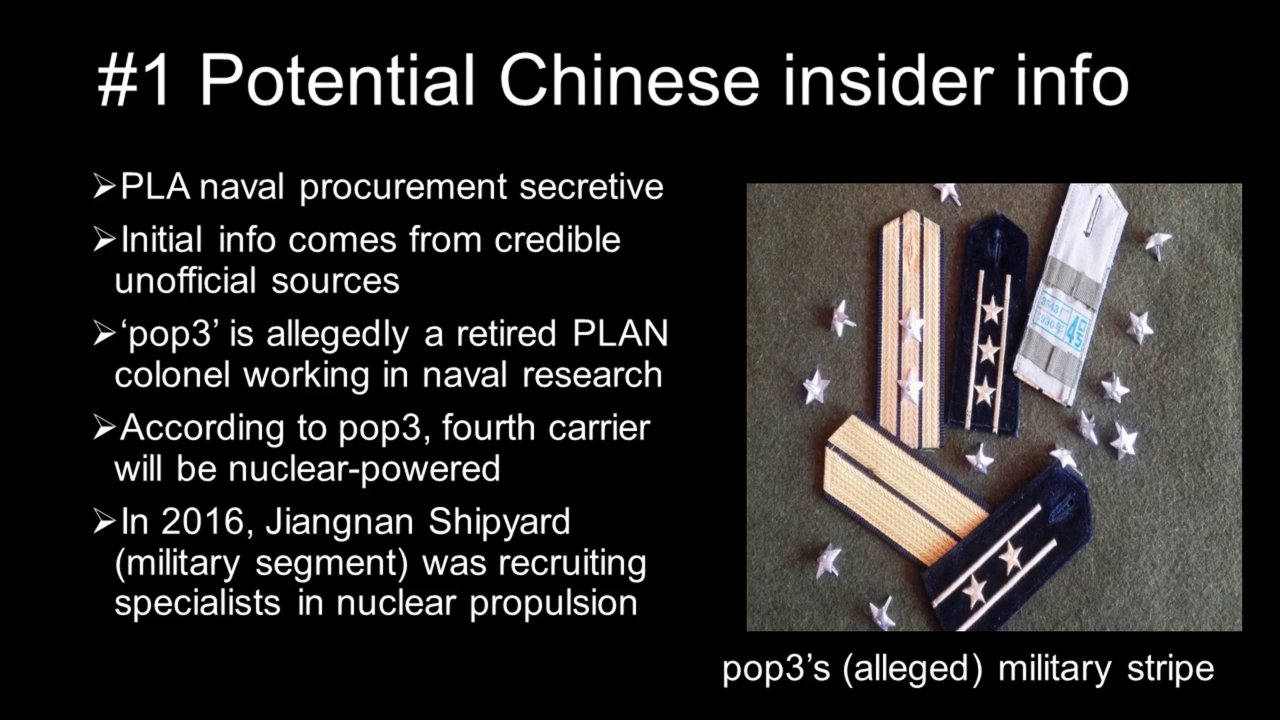 #1 Potential Chinese insider info
➢PLA naval procurement secretive
➢Initial info comes from credible
unofficial sources
➢‘pop3’ is allegedly a retired PLAN
colonel working in naval research
➢According to pop3, fourth carrier
will be nuclear-powered
➢In 2016, Jiangnan Shipyard
(military segment) was recruiting
specialists in nuclear propulsion
pop3’s (alleged) military stripe